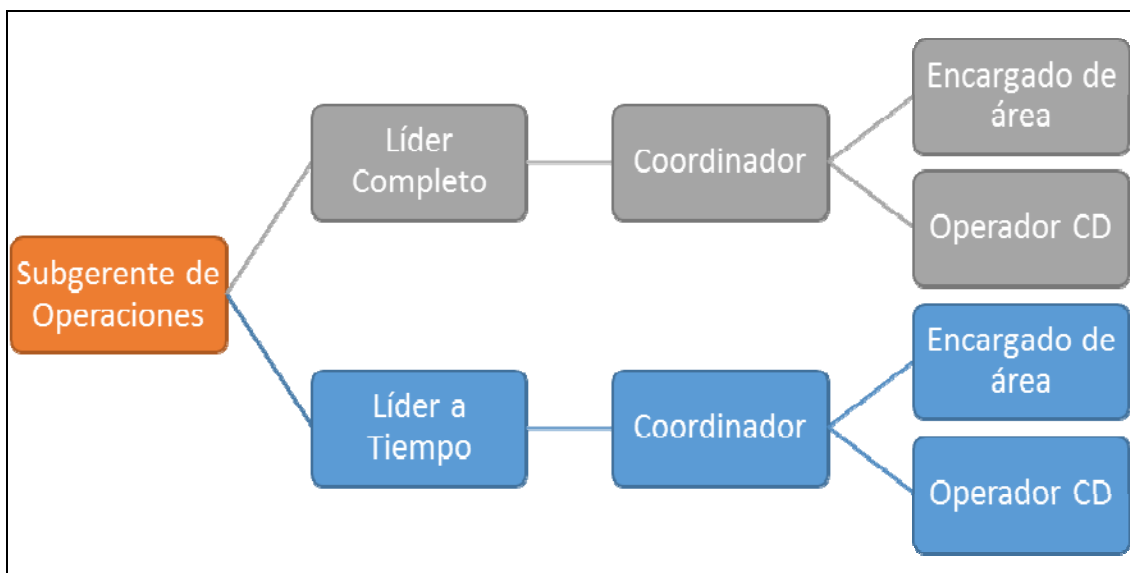 Subgerente de
Operaciones
Líder
Completo
Coordinador
Encargado de
área
Operador CD
Líder a
Tiempo
Coordinador
Encargado de
área
Operador CD